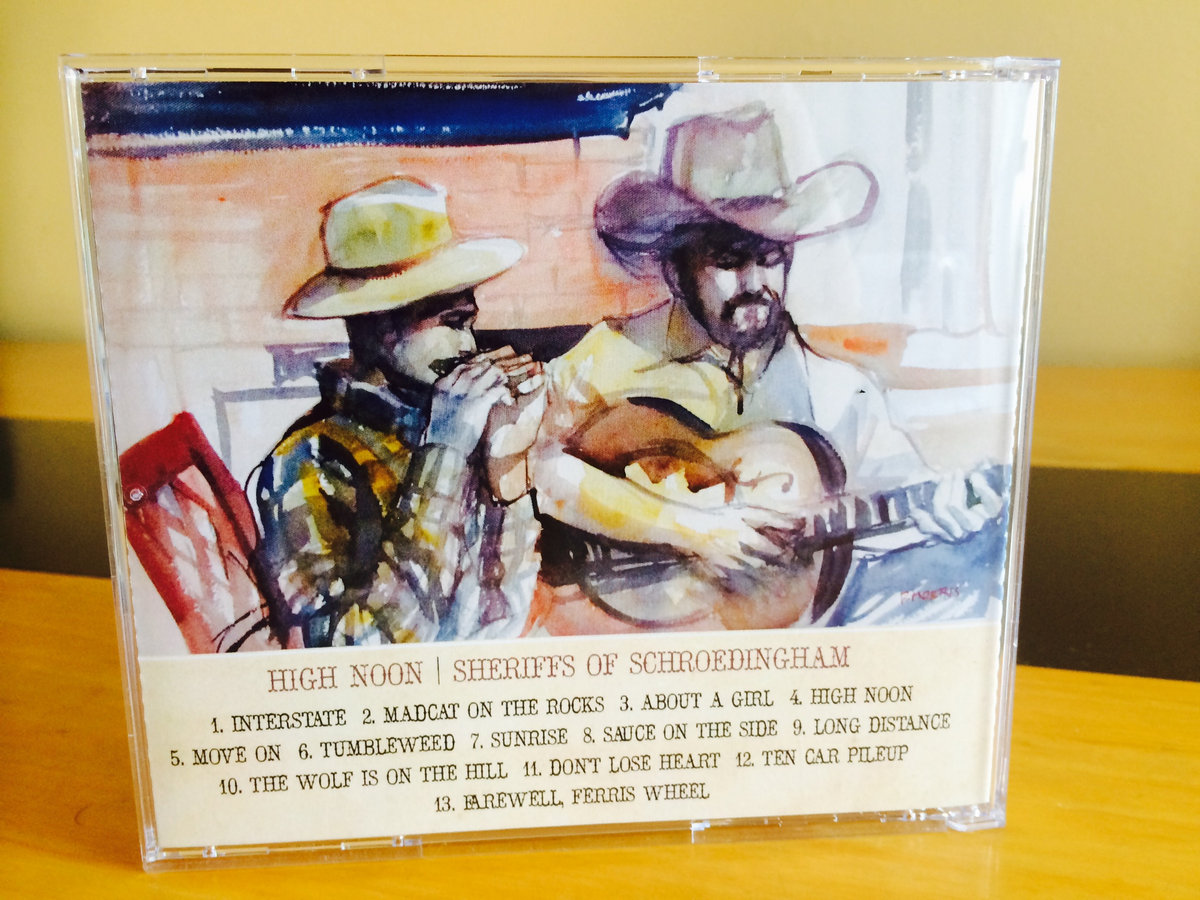 P. MORRIS
HIGH NOON | SHERIFFS OF SCHROEDINGHAM
1. INTERSTATE 2. MADCAT ON THE ROCKS 3. ABOUT A GIRL 4. HIGH NOON
5. MOVE ON 6. TUMBLEWEED 7. SUNRISE 8. SAUCE ON THE SIDE 9. LONG DISTANCE
10. THE WOLF IS ON THE HILL 11. DON'T LOSE HEART 12. TEN CAR PILEUP
13. FAREWELL, FERRIS WHEEL